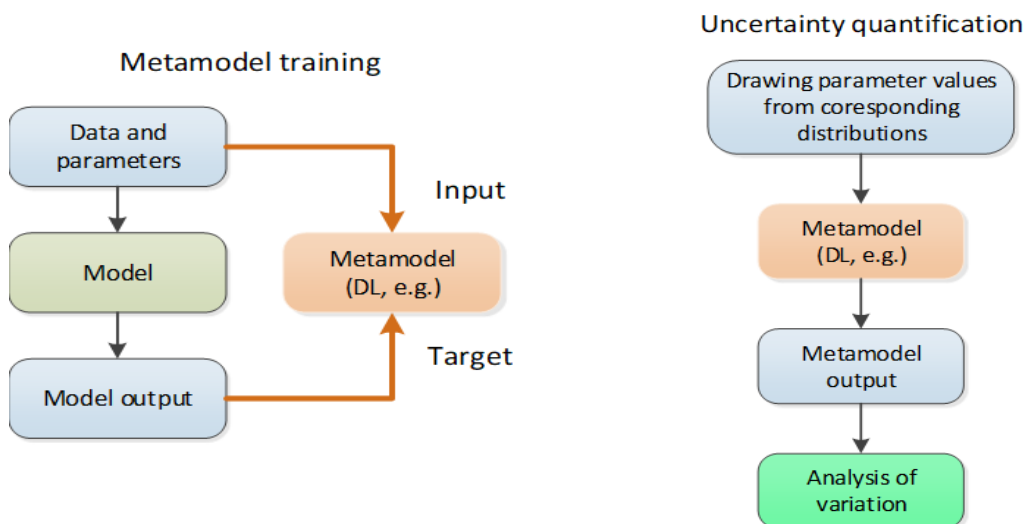 Metamodel training
Data and
parameters
Input
Model
Metamodel
(DL, e.g.)
Target
Model output
Uncertainty quantification
Drawing parameter values
from coresponding
distributions
Metamodel
(DL, e.g.)
Metamodel
output
Analysis of
variation